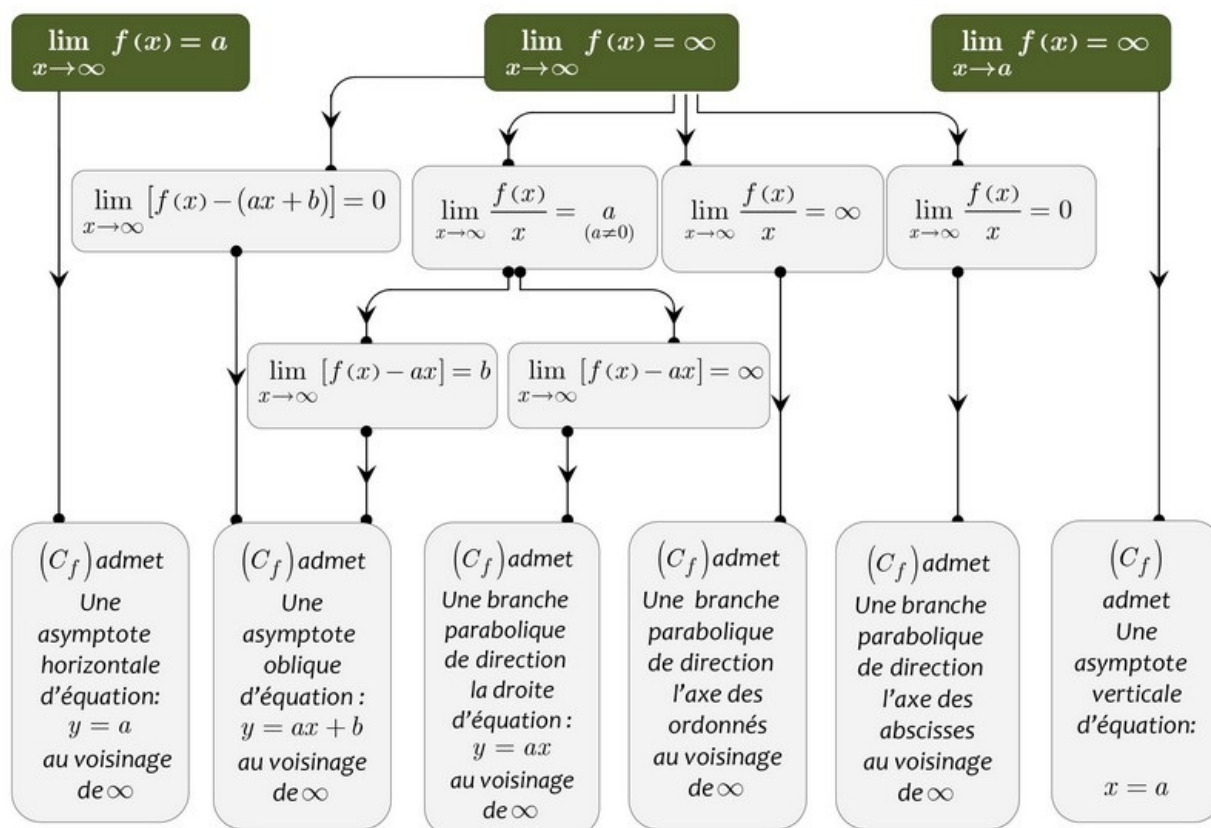 lim x→∞ f(x) = a
lim x→∞ f(x) = ∞
lim x→a f(x) = ∞
lim x→∞ [f(x) − (ax + b)] = 0
lim x→∞ f(x)/x = a (a≠0)
lim x→∞ f(x)/x = ∞
lim x→∞ f(x)/x = 0
lim x→∞ [f(x) − ax] = b
lim x→∞ [f(x) − ax] = ∞
(C_f) admet
Une
asymptote
horizontale
d'équation:
y = a
au voisinage
de ∞
(C_f) admet
Une
asymptote
oblique
d'équation :
y = ax + b
au voisinage
de ∞
(C_f) admet
Une branche
parabolique
de direction
la droite
d'équation :
y = ax
au voisinage
de ∞
(C_f) admet
Une branche
parabolique
de direction
l'axe des
ordonnés
au voisinage
de ∞
(C_f) admet
Une branche
parabolique
de direction
l'axe des
abscisses
au voisinage
de ∞
(C_f)
admet
Une
asymptote
verticale
d'équation:
x = a